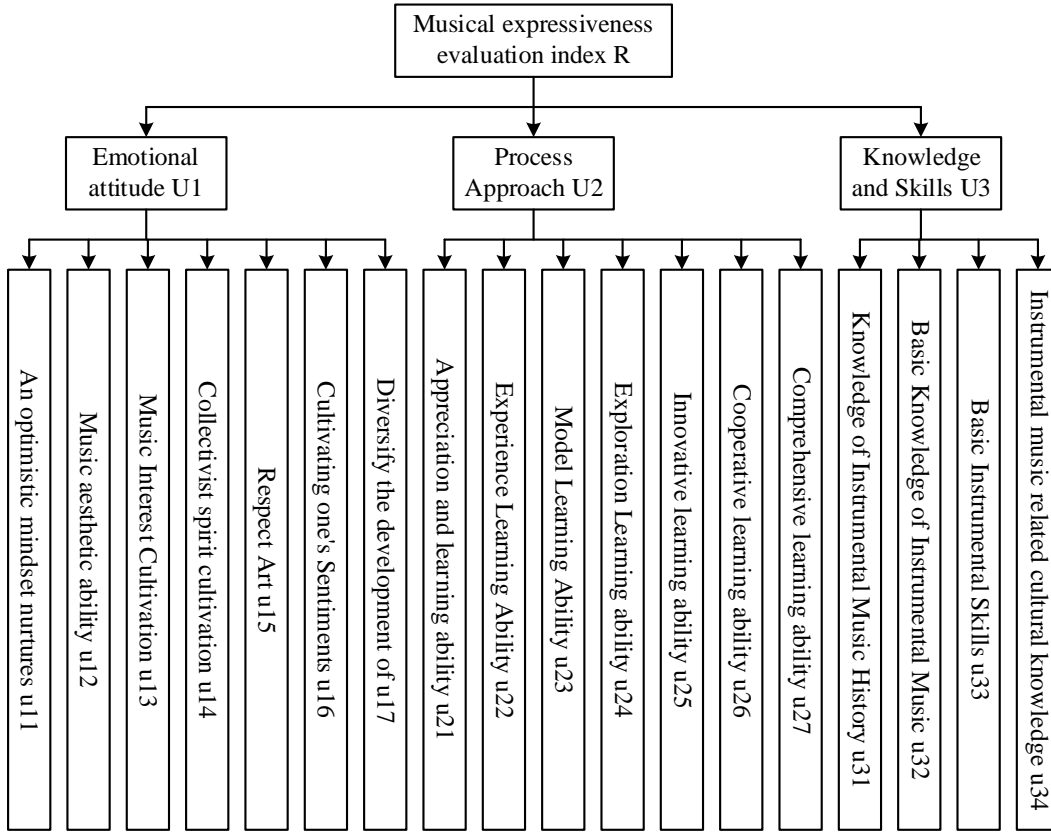 Musical expressiveness
evaluation index R
Emotional
attitude U1
Process
Approach U2
Knowledge
and Skills U3
An optimistic mindset nurtures u11
Music aesthetic ability u12
Music Interest Cultivation u13
Collectivist spirit cultivation u14
Respect Art u15
Cultivating one's Sentiments u16
Diversify the development of u17
Appreciation and learning ability u21
Experience Learning Ability u22
Model Learning Ability u23
Exploration Learning ability u24
Innovative learning ability u25
Cooperative learning ability u26
Comprehensive learning ability u27
Knowledge of Instrumental Music History u31
Basic Knowledge of Instrumental Music u32
Basic Instrumental Skills u33
Instrumental music related cultural knowledge u34